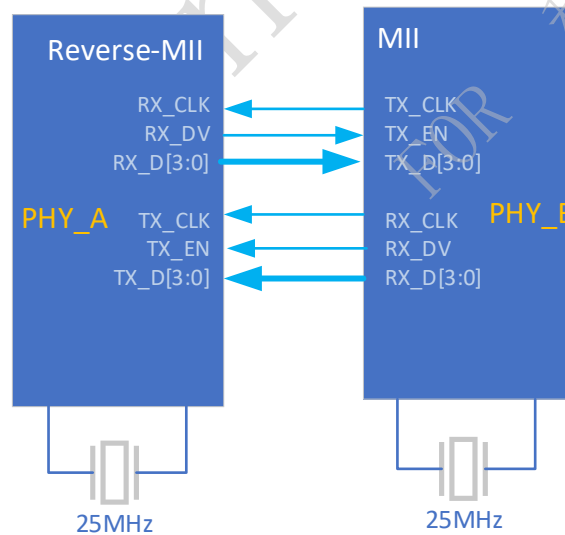 Reverse-MII
RX_CLK
RX_DV
RX_D[3:0]
PHY_A
TX_CLK
TX_EN
TX_D[3:0]
25MHz
MII
TX_CLK
TX_EN
TX_D[3:0]
RX_CLK
RX_DV
RX_D[3:0]
25MHz
FOR